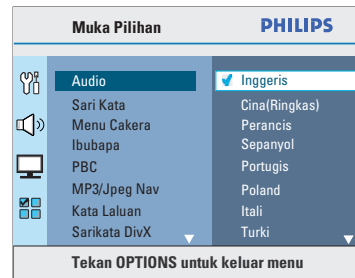 Muka Pilihan PHILIPS
Audio Inggeris
Sari Kata Cina(Ringkas)
Menu Cakera Perancis
Ibubapa Sepanyol
PBC Portugis
MP3/Jpeg Nav Poland
Kata Laluan Itali
Sarikata DivX Turki
Tekan OPTIONS untuk keluar menu